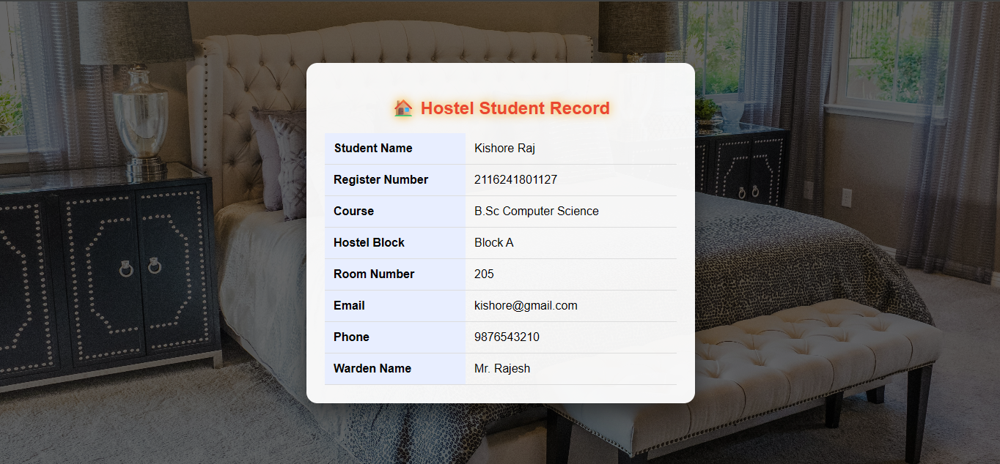 🏠 Hostel Student Record
Student Name Kishore Raj
Register Number 2116241801127
Course B.Sc Computer Science
Hostel Block Block A
Room Number 205
Email kishore@gmail.com
Phone 9876543210
Warden Name Mr. Rajesh